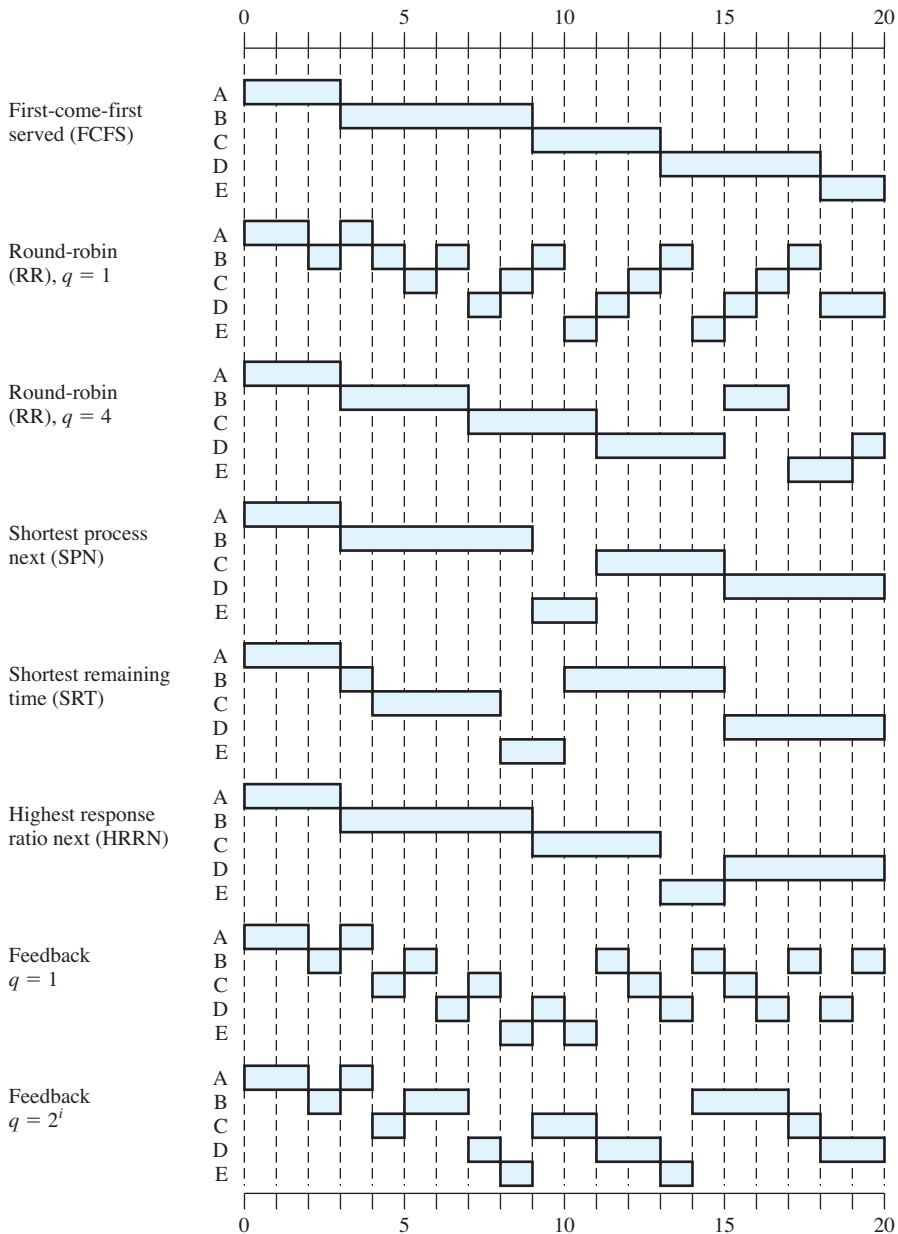 0 5 10 15 20
First-come-first
served (FCFS)
A
B
C
D
E
Round-robin
(RR), q = 1
A
B
C
D
E
Round-robin
(RR), q = 4
A
B
C
D
E
Shortest process
next (SPN)
A
B
C
D
E
Shortest remaining
time (SRT)
A
B
C
D
E
Highest response
ratio next (HRRN)
A
B
C
D
E
Feedback
q = 1
A
B
C
D
E
Feedback
q = 2^i
A
B
C
D
E
0 5 10 15 20